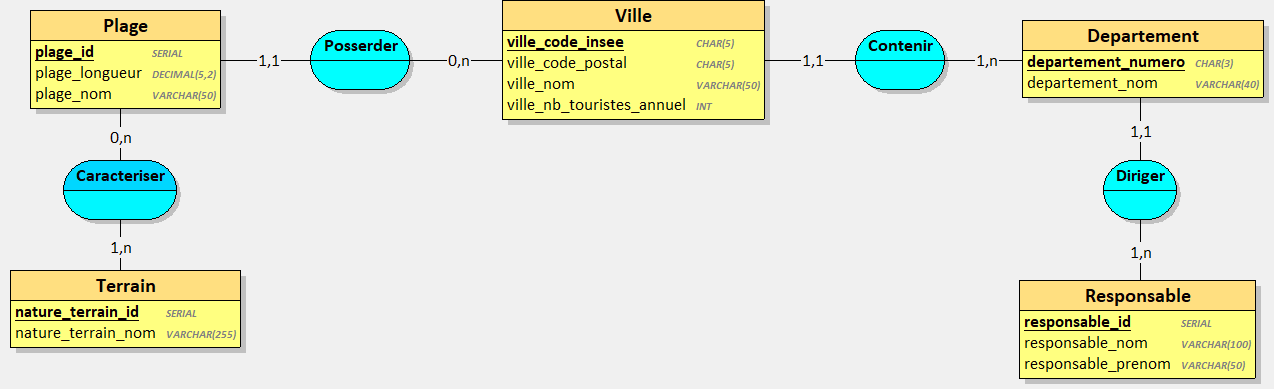 Plage
plage_id SERIAL
plage_longueur DECIMAL(5,2)
plage_nom VARCHAR(50)
1,1
Posserder
0,n
Ville
ville_code_insee CHAR(5)
ville_code_postal CHAR(5)
ville_nom VARCHAR(50)
ville_nb_touristes_annuel INT
1,1
Contenir
1,n
Departement
departement_numero CHAR(3)
departement_nom VARCHAR(40)
0,n
Caracteriser
1,n
Terrain
nature_terrain_id SERIAL
nature_terrain_nom VARCHAR(255)
1,1
Diriger
1,n
Responsable
responsable_id SERIAL
responsable_nom VARCHAR(100)
responsable_prenom VARCHAR(50)